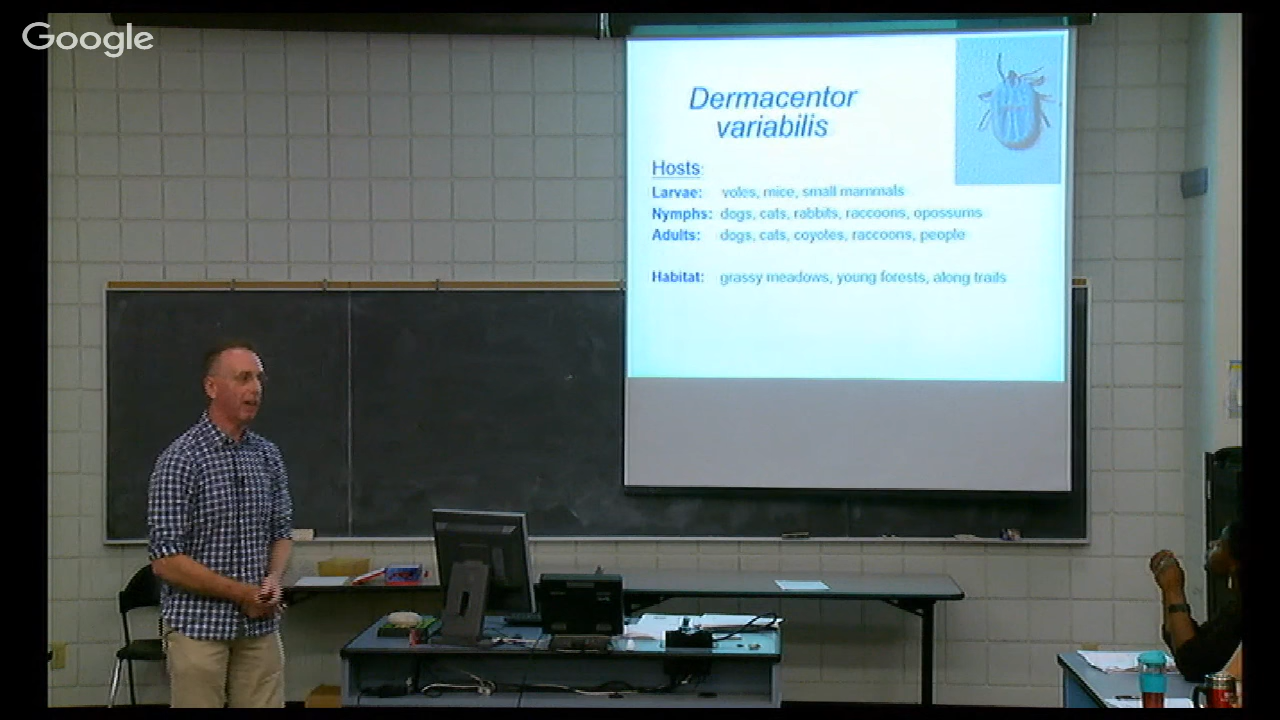 Google
Dermacentor
variabilis
Hosts:
Larvae: voles, mice, small mammals
Nymphs: dogs, cats, rabbits, raccoons, opossums
Adults: dogs, cats, coyotes, raccoons, people
Habitat: grassy meadows, young forests, along trails